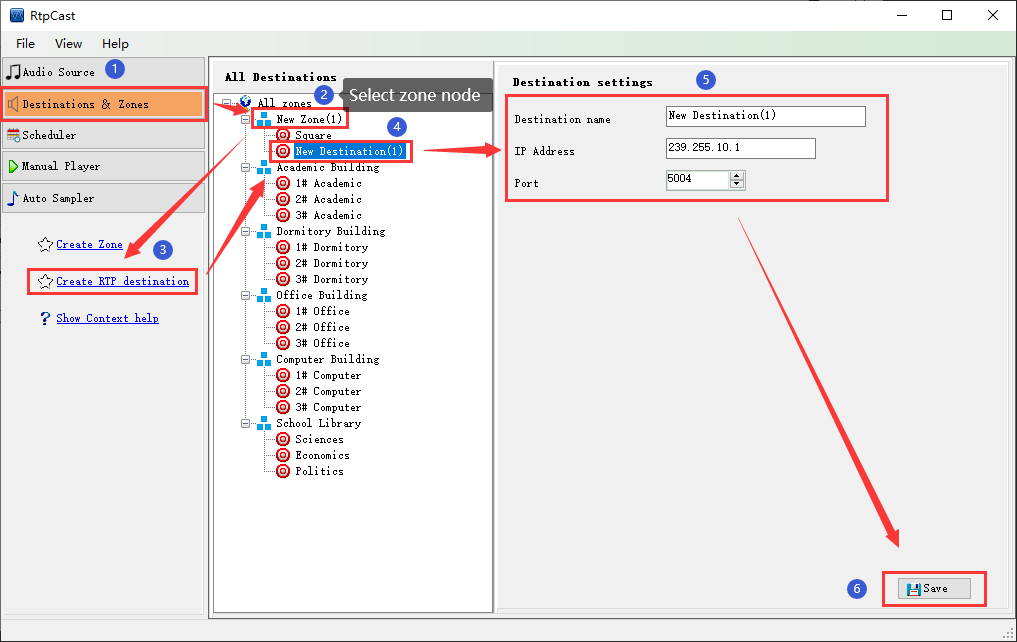 RtpCast
File View Help
Audio Source
1
Destinations & Zones
Scheduler
Manual Player
Auto Sampler
Create Zone
3
Create RTP destination
? Show Context help
All Destinations
All zones
2
Select zone node
New Zone(1)
4
Square
New Destination(1)
Academic Building
1# Academic
2# Academic
3# Academic
Dormitory Building
1# Dormitory
2# Dormitory
3# Dormitory
Office Building
1# Office
2# Office
3# Office
Computer Building
1# Computer
2# Computer
3# Computer
School Library
Sciences
Economics
Politics
Destination settings
5
Destination name New Destination(1)
IP Address 239.255.10.1
Port 5004
6
Save